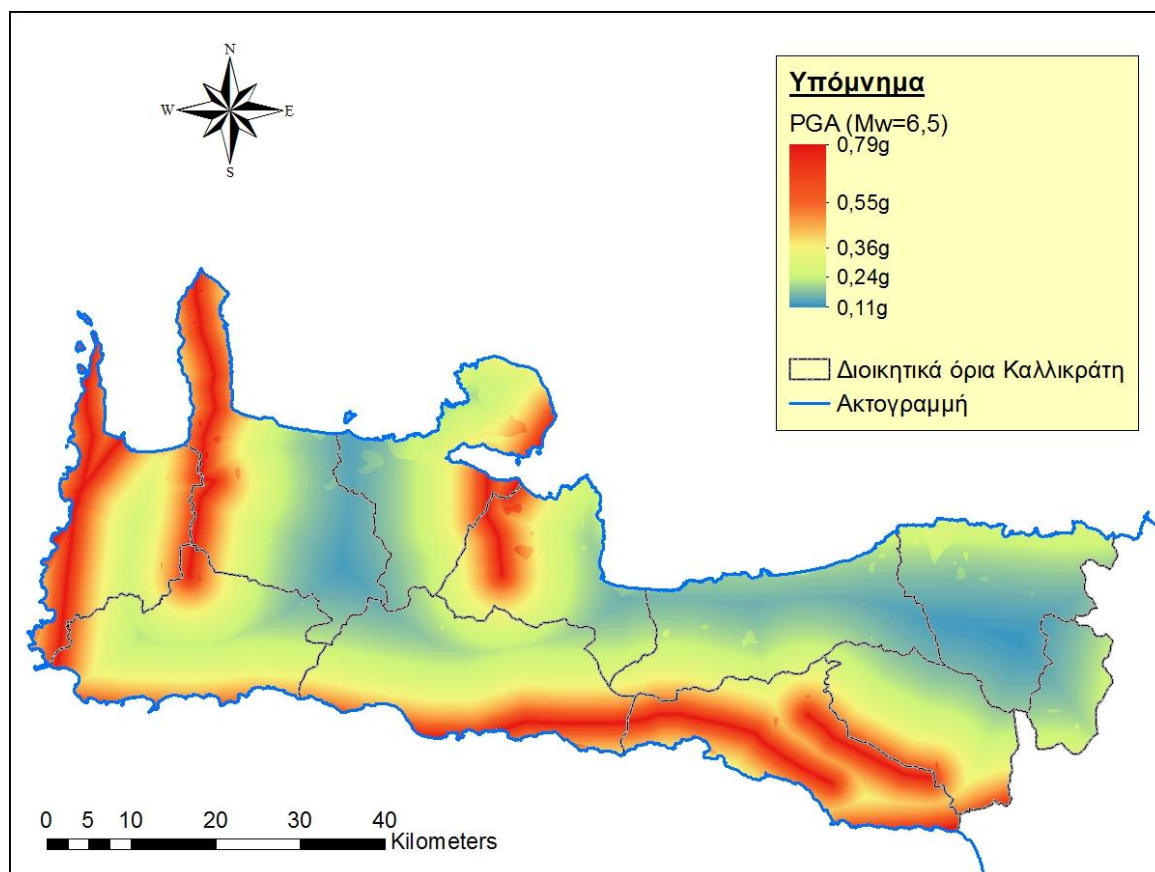 N
W E
S
Υπόμνημα
PGA (Mw=6,5)
0,79g
0,55g
0,36g
0,24g
0,11g
Διοικητικά όρια Καλλικράτη
Ακτογραμμή
0 5 10 20 30 40
Kilometers